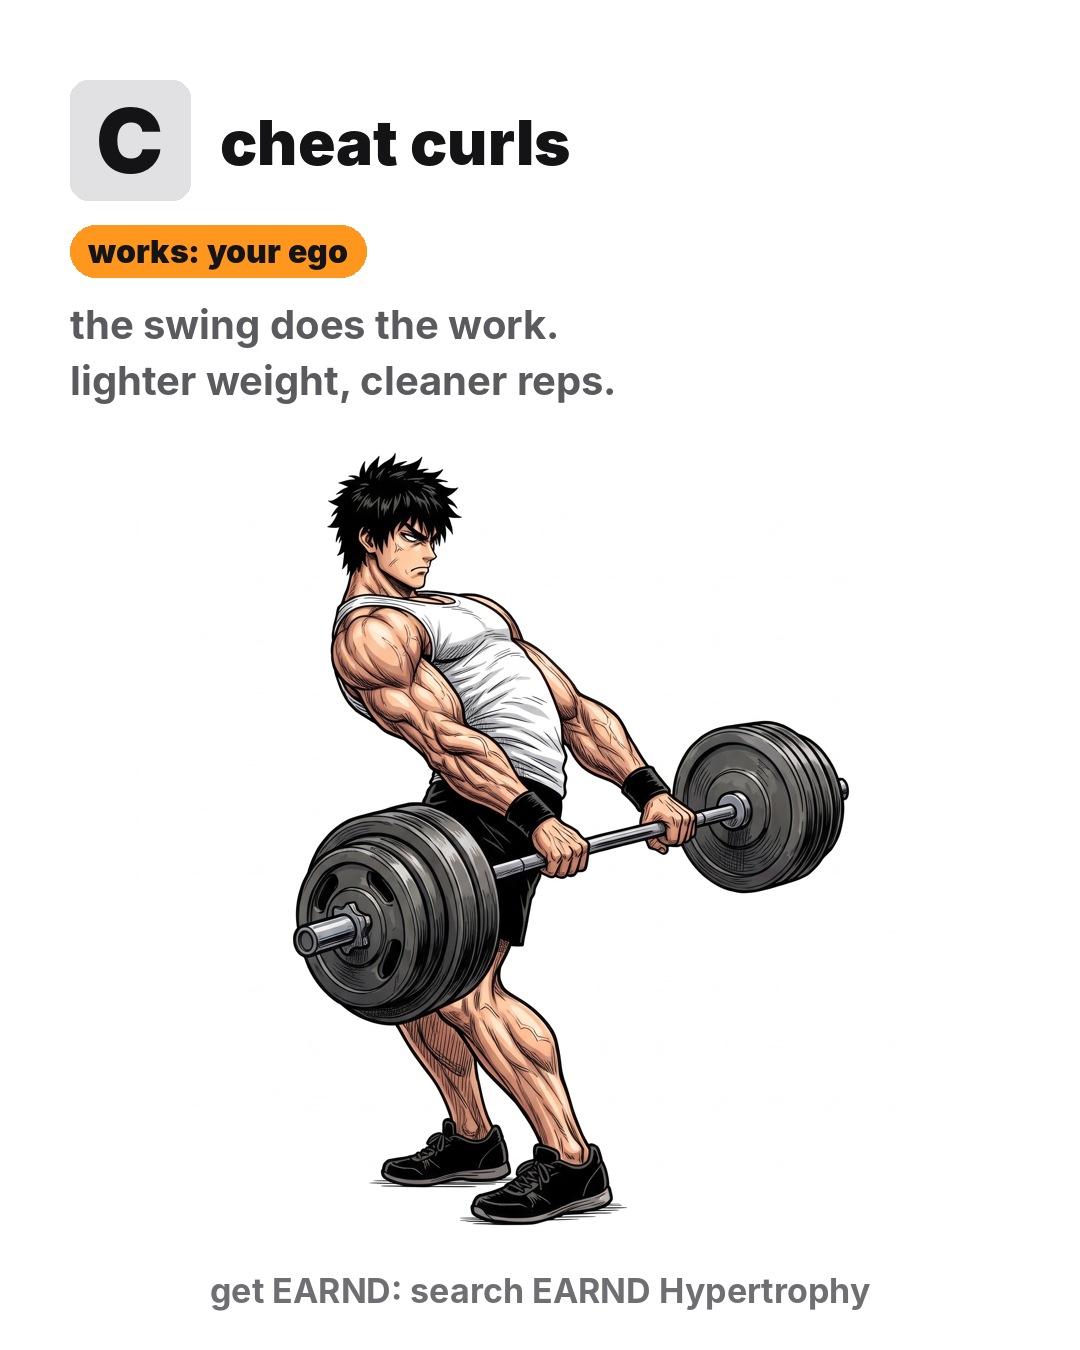 C
cheat curls
works: your ego
the swing does the work.
lighter weight, cleaner reps.
get EARND: search EARND Hypertrophy